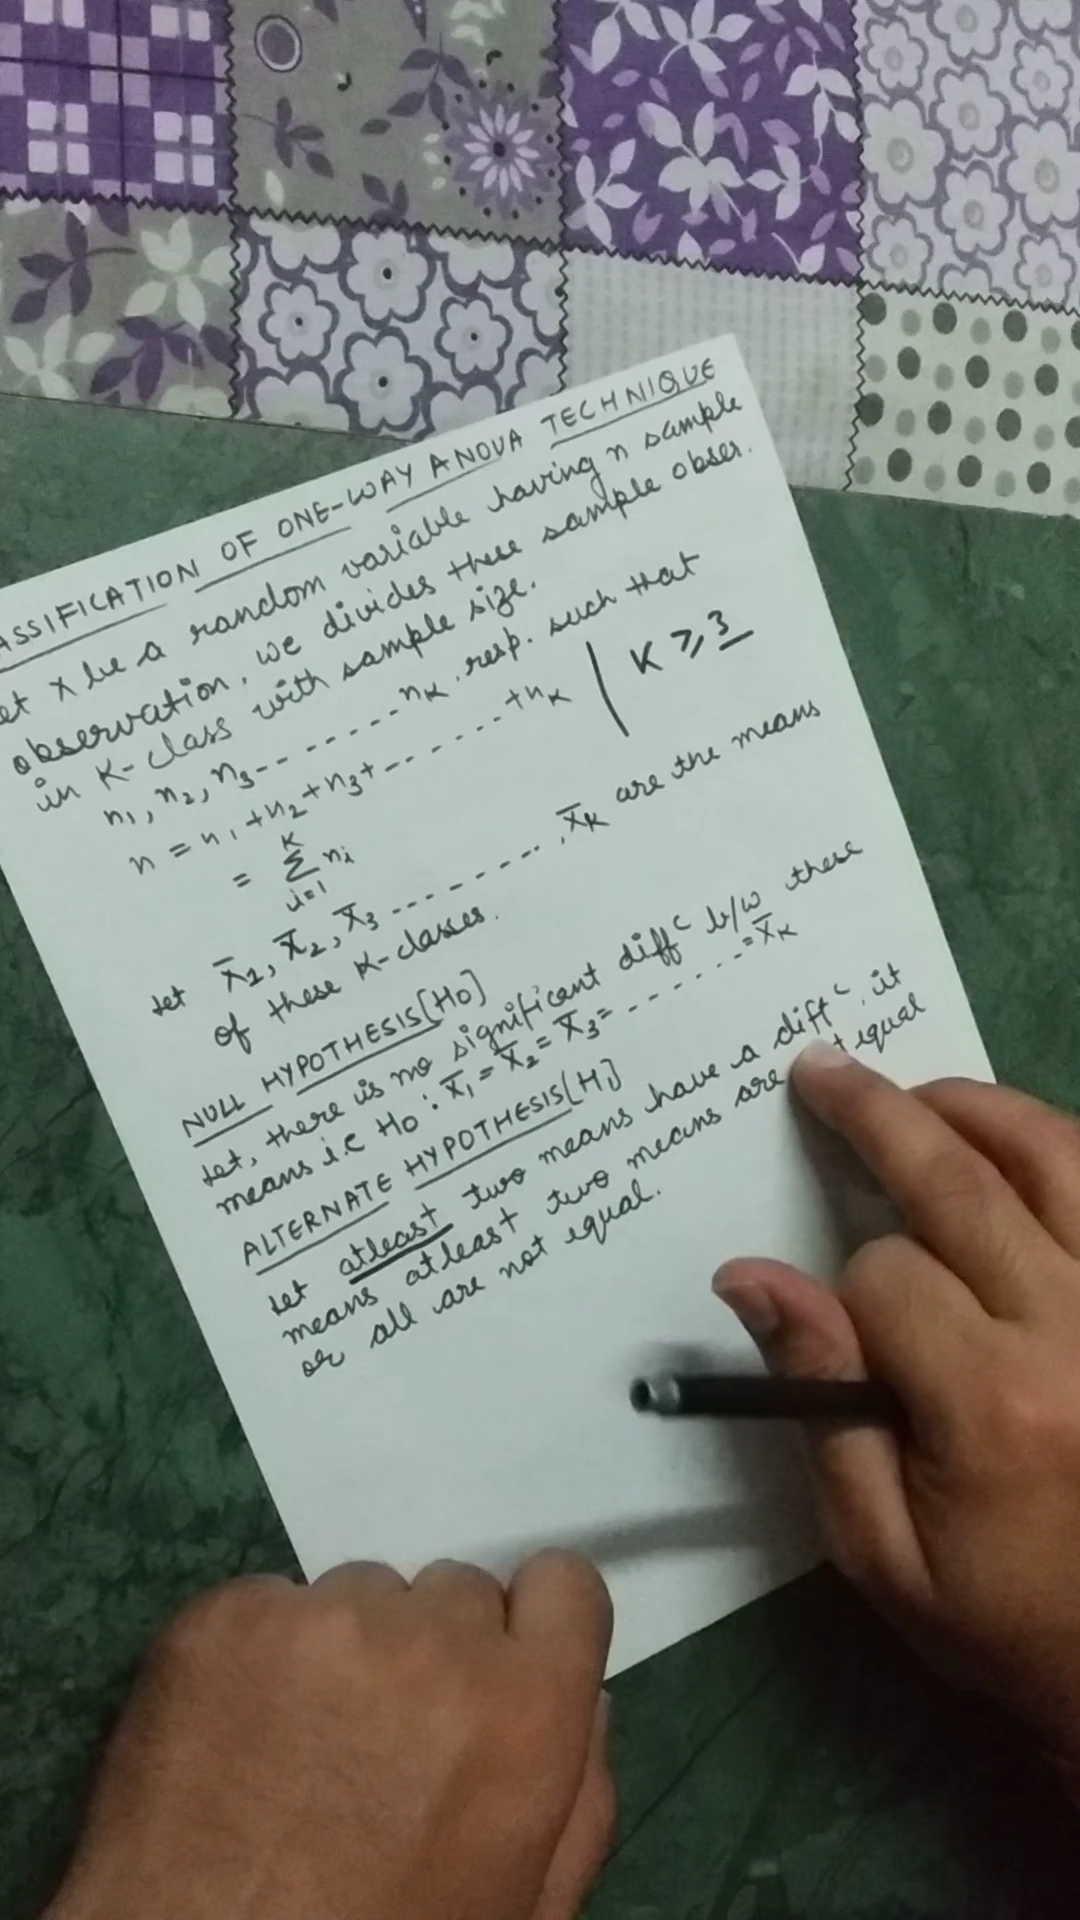 ASSIFICATION OF ONE-WAY ANOVA TECHNIQUE
et X be a random variable having n sample
observation, we divides these sample obser.
in K-class with sample size.
n1, n2, n3-------nK, resp. such that
n = n1+n2+n3+-------+nK | K ≥ 3
= K∑i=1 ni
Let X̄1, X̄2, X̄3--------, X̄K are the means
of these K-classes.
NULL HYPOTHESIS[H0]
Let, there is no significant diffᶜ b/w these
means i.e H0 : X̄1 = X̄2 = X̄3=-------=X̄K
ALTERNATE HYPOTHESIS[H1]
Let atleast two means have a diffᶜ, it
means atleast two means are t equal
or all are not equal.